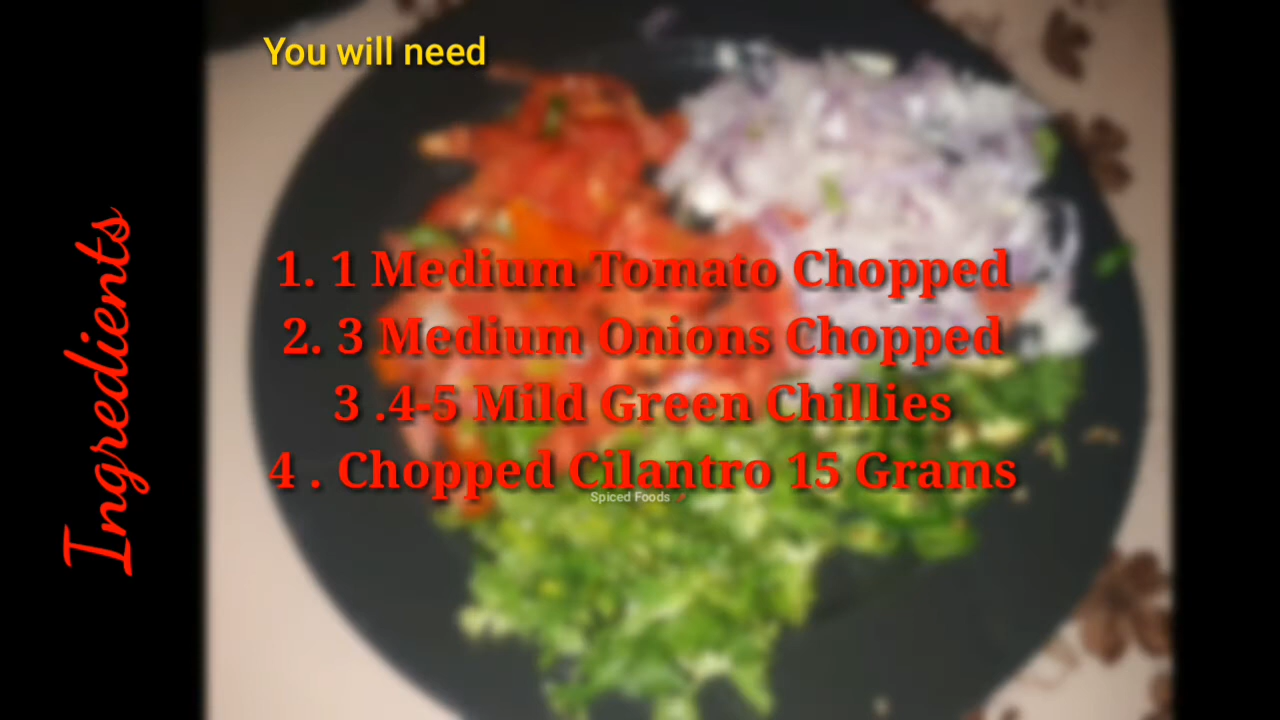 You will need
Ingredients
1. 1 Medium Tomato Chopped
2. 3 Medium Onions Chopped
3 .4-5 Mild Green Chillies
4 . Chopped Cilantro 15 Grams
Spiced Foods